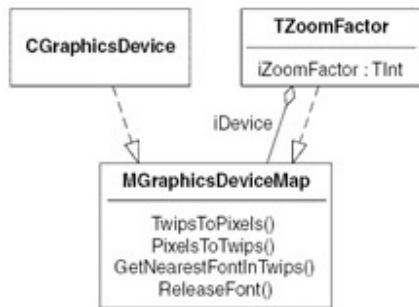 CGraphicsDevice
TZoomFactor
iZoomFactor : TInt
iDevice
MGraphicsDeviceMap
TwipsToPixels()
PixelsToTwips()
GetNearestFontInTwips()
ReleaseFont()